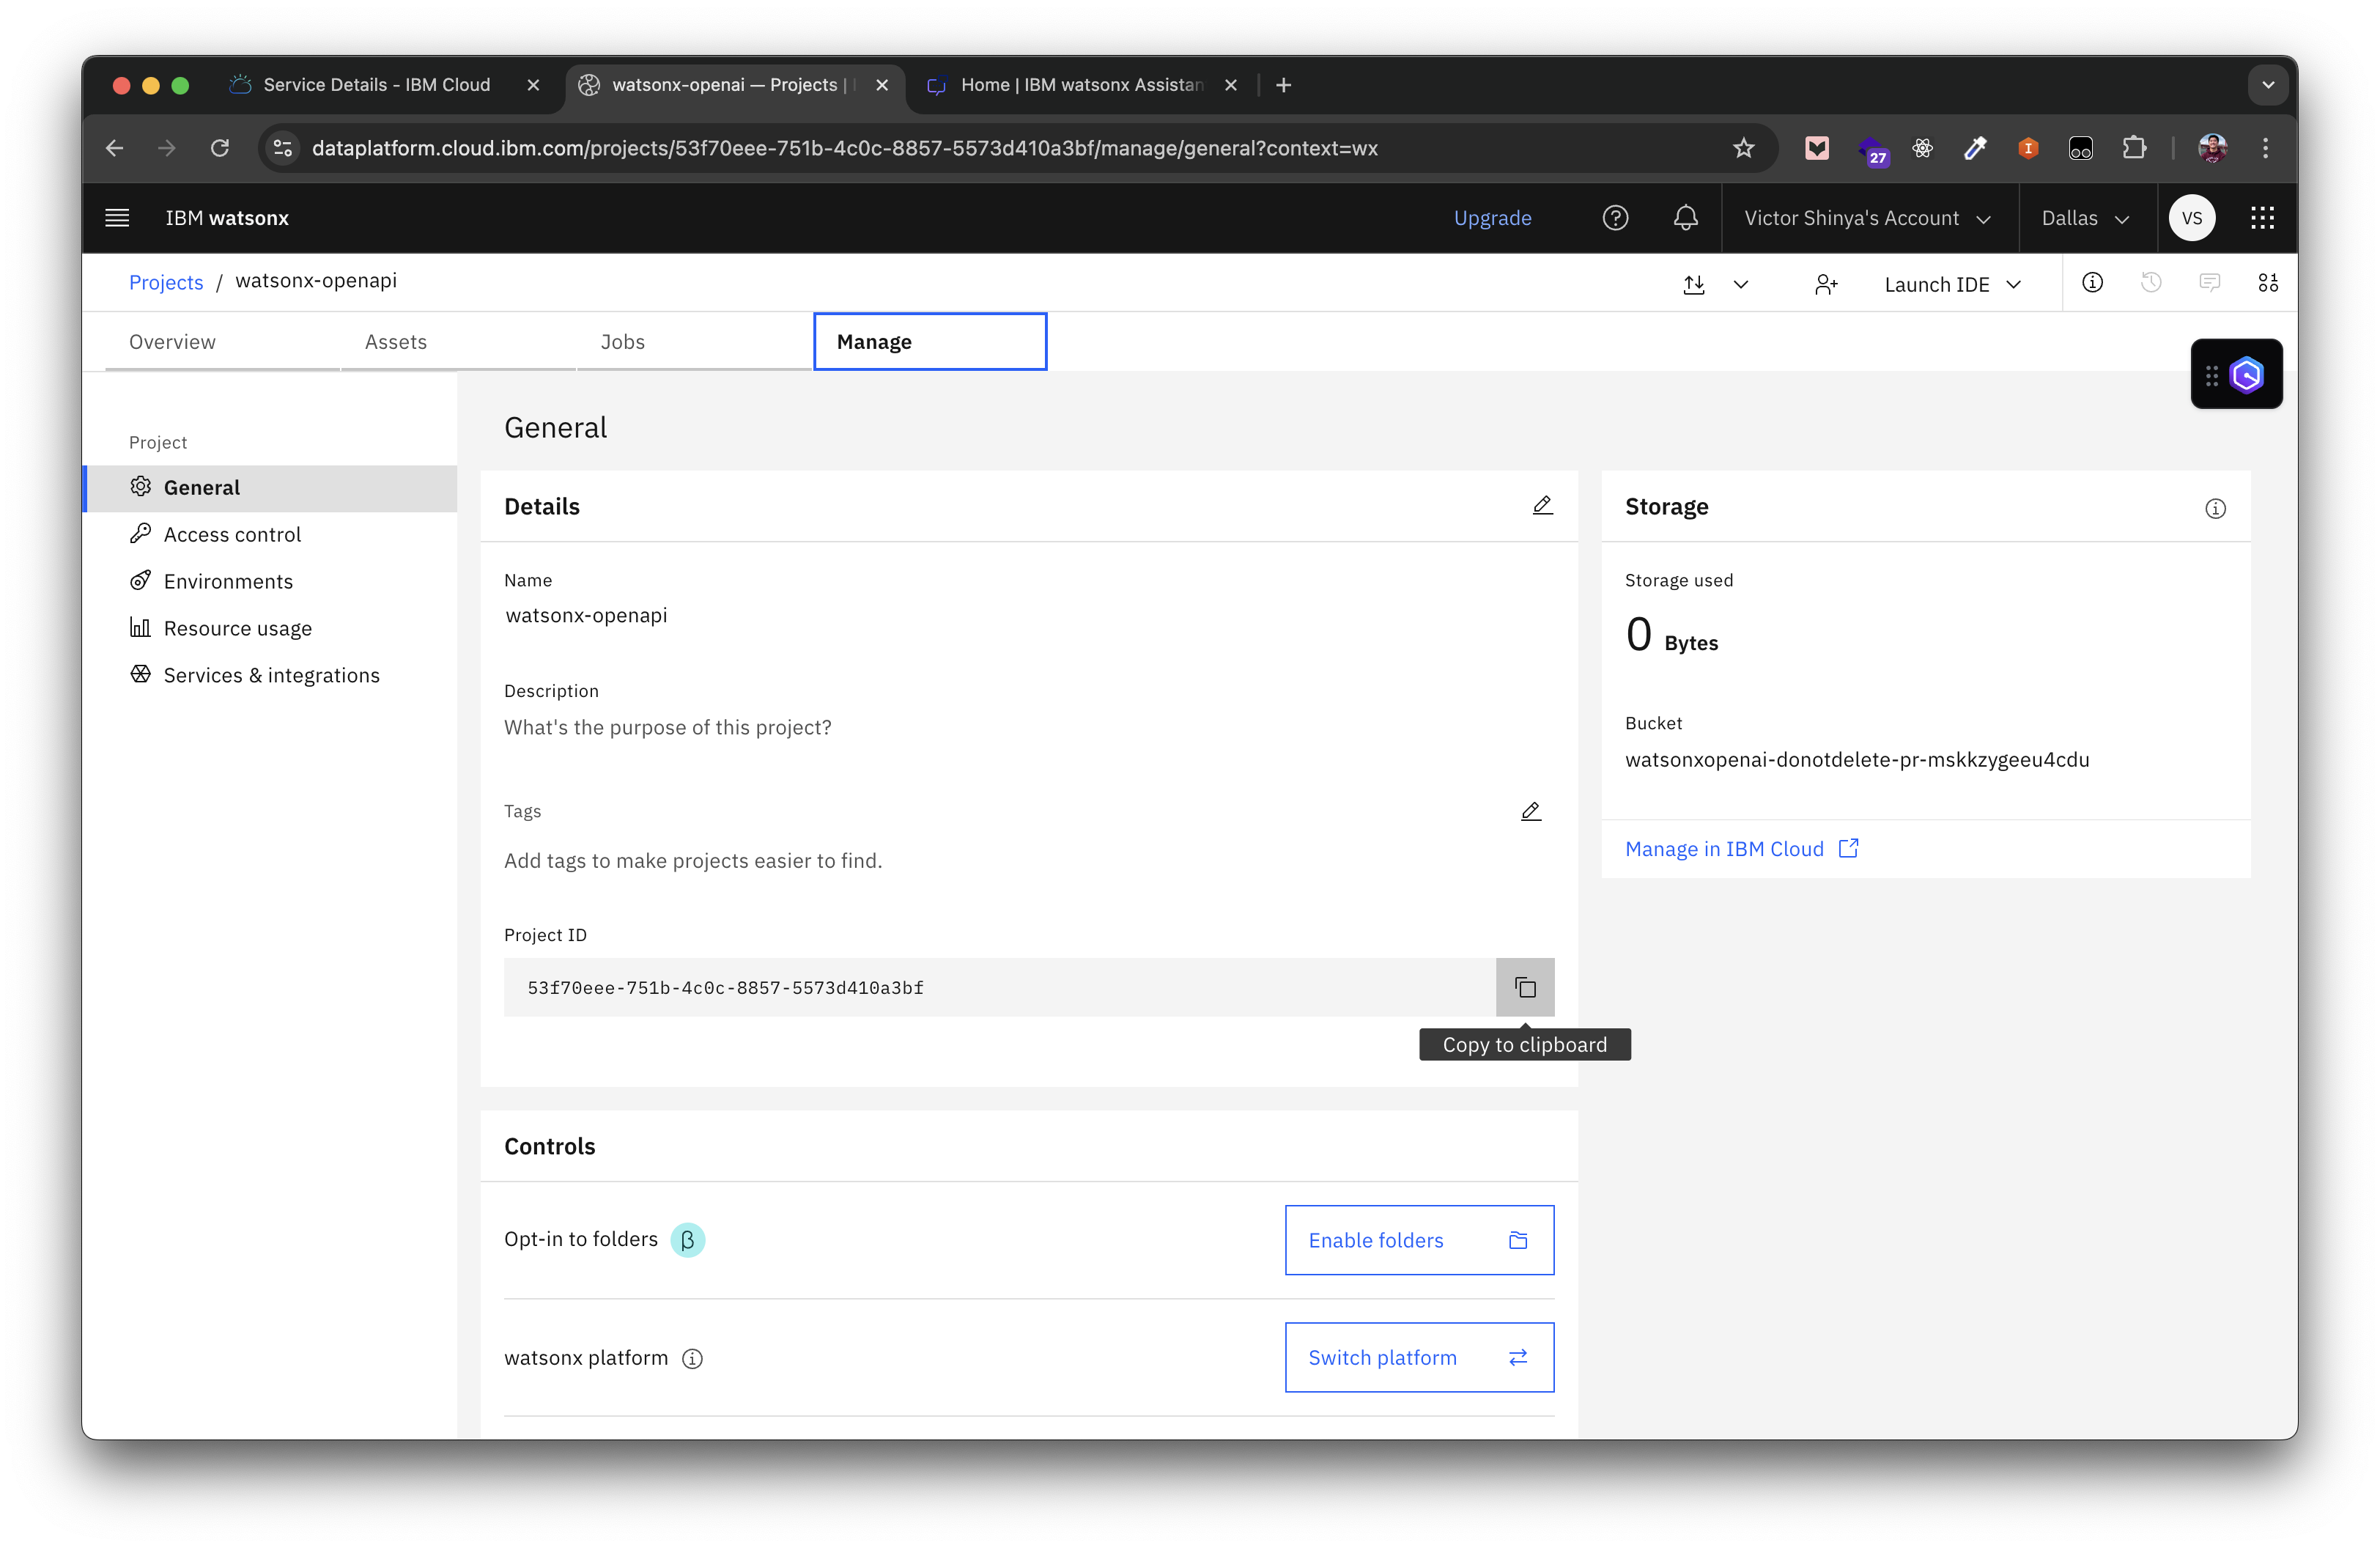 Service Details - IBM Cloud
watsonx-openai — Projects |
Home | IBM watsonx Assistan
dataplatform.cloud.ibm.com/projects/53f70eee-751b-4c0c-8857-5573d410a3bf/manage/general?context=wx
27
I
IBM watsonx
Upgrade
Victor Shinya's Account
Dallas
VS
Projects / watsonx-openapi
Launch IDE
Overview
Assets
Jobs
Manage
Project
General
Access control
Environments
Resource usage
Services & integrations
General
Details
Name
watsonx-openapi
Description
What's the purpose of this project?
Tags
Add tags to make projects easier to find.
Project ID
53f70eee-751b-4c0c-8857-5573d410a3bf
Copy to clipboard
Storage
Storage used
0 Bytes
Bucket
watsonxopenai-donotdelete-pr-mskkzygeeu4cdu
Manage in IBM Cloud
Controls
Opt-in to folders β
Enable folders
watsonx platform
Switch platform